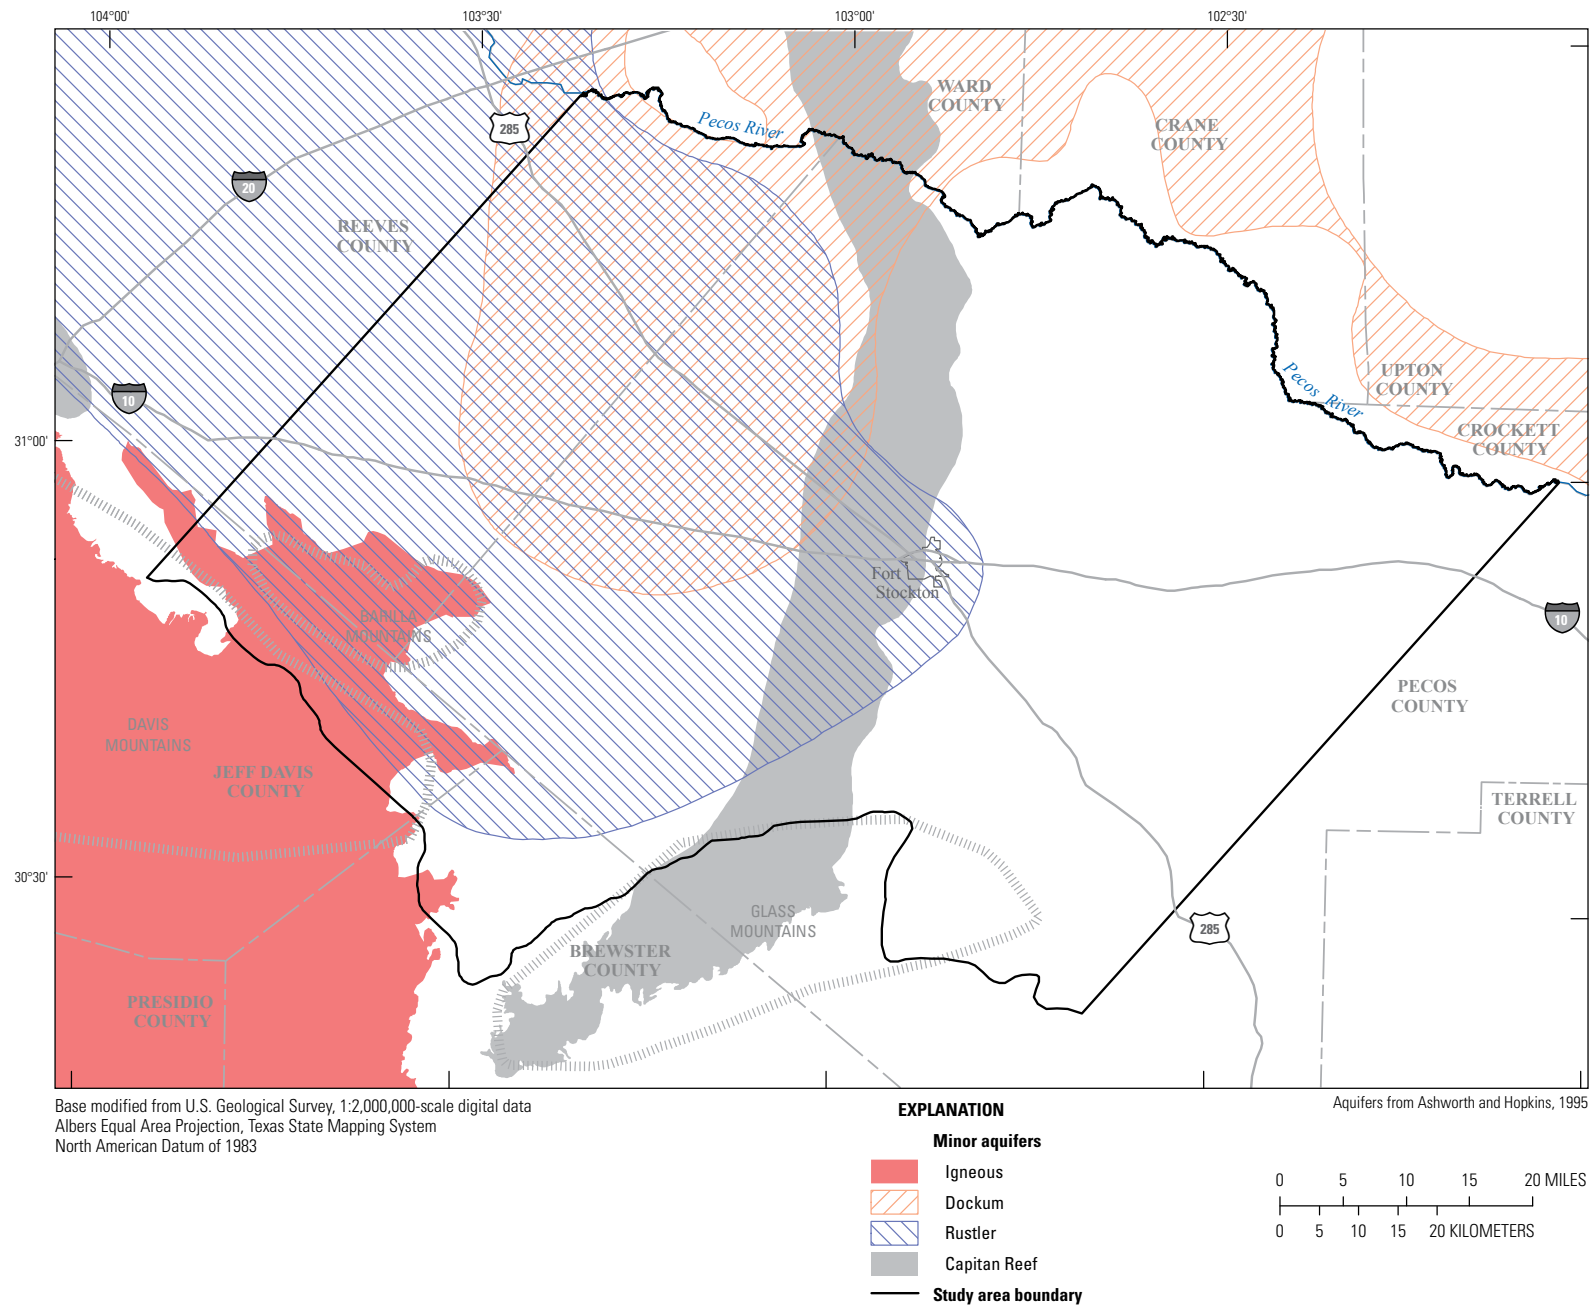 104°00'
103°30'
103°00'
102°30'
WARD
COUNTY
285
Pecos River
CRANE
COUNTY
20
REEVES
COUNTY
10
Pecos River
UPTON
COUNTY
31°00'
CROCKETT
COUNTY
Fort
Stockton
10
BARILLA
MOUNTAINS
PECOS
COUNTY
DAVIS
MOUNTAINS
JEFF DAVIS
COUNTY
TERRELL
COUNTY
30°30'
GLASS
MOUNTAINS
285
BREWSTER
COUNTY
PRESIDIO
COUNTY
Base modified from U.S. Geological Survey, 1:2,000,000-scale digital data
Albers Equal Area Projection, Texas State Mapping System
North American Datum of 1983
Aquifers from Ashworth and Hopkins, 1995
EXPLANATION
Minor aquifers
Igneous
Dockum
Rustler
Capitan Reef
Study area boundary
0 5 10 15 20 MILES
0 5 10 15 20 KILOMETERS